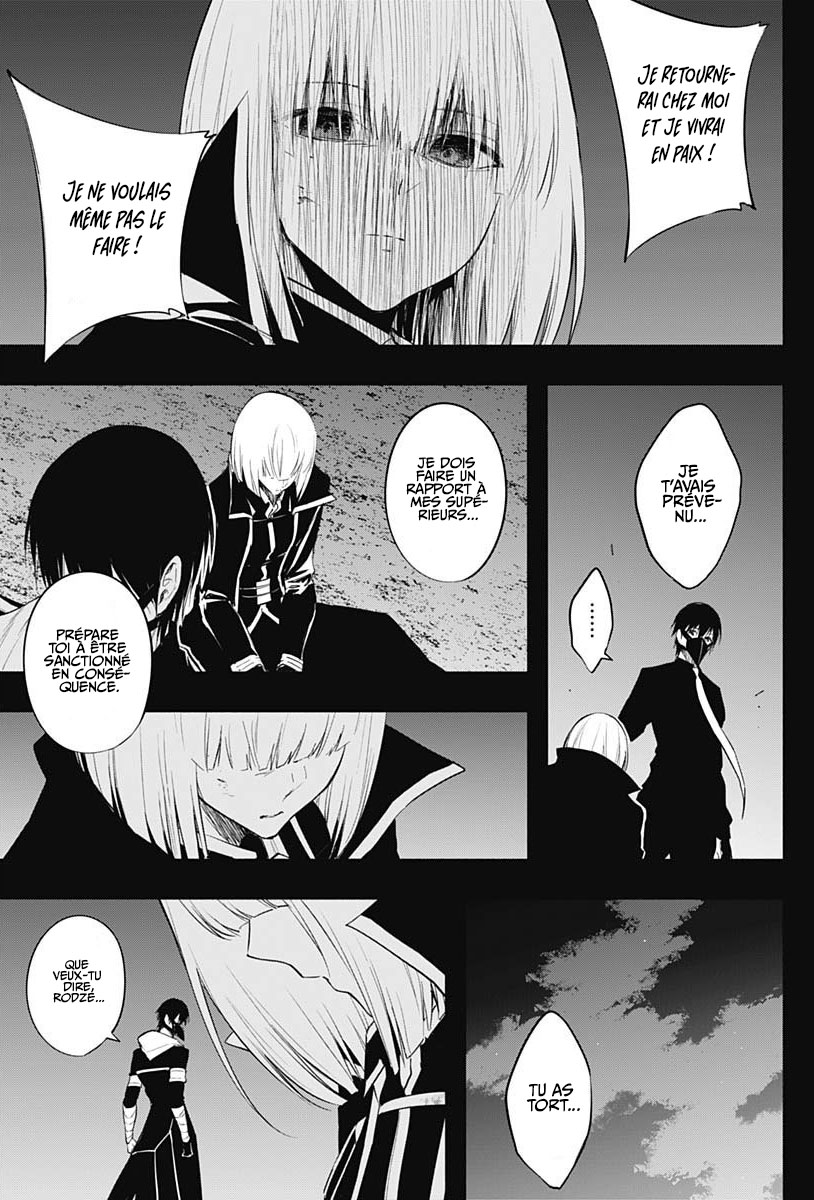 JE RETOURNE-
RAI CHEZ MOI
ET JE VIVRAI
EN PAIX !
JE NE VOULAIS
MÊME PAS LE
FAIRE !
JE
T'AVAIS
PRÉVE-
NU...
......
JE DOIS
FAIRE UN
RAPPORT À
MES SUPÉ-
RIEURS...
PRÉPARE
TOI À ÊTRE
SANCTIONNÉ
EN CONSÉ-
QUENCE.
TU AS
TORT...
QUE
VEUX-TU
DIRE,
RODZÉ...